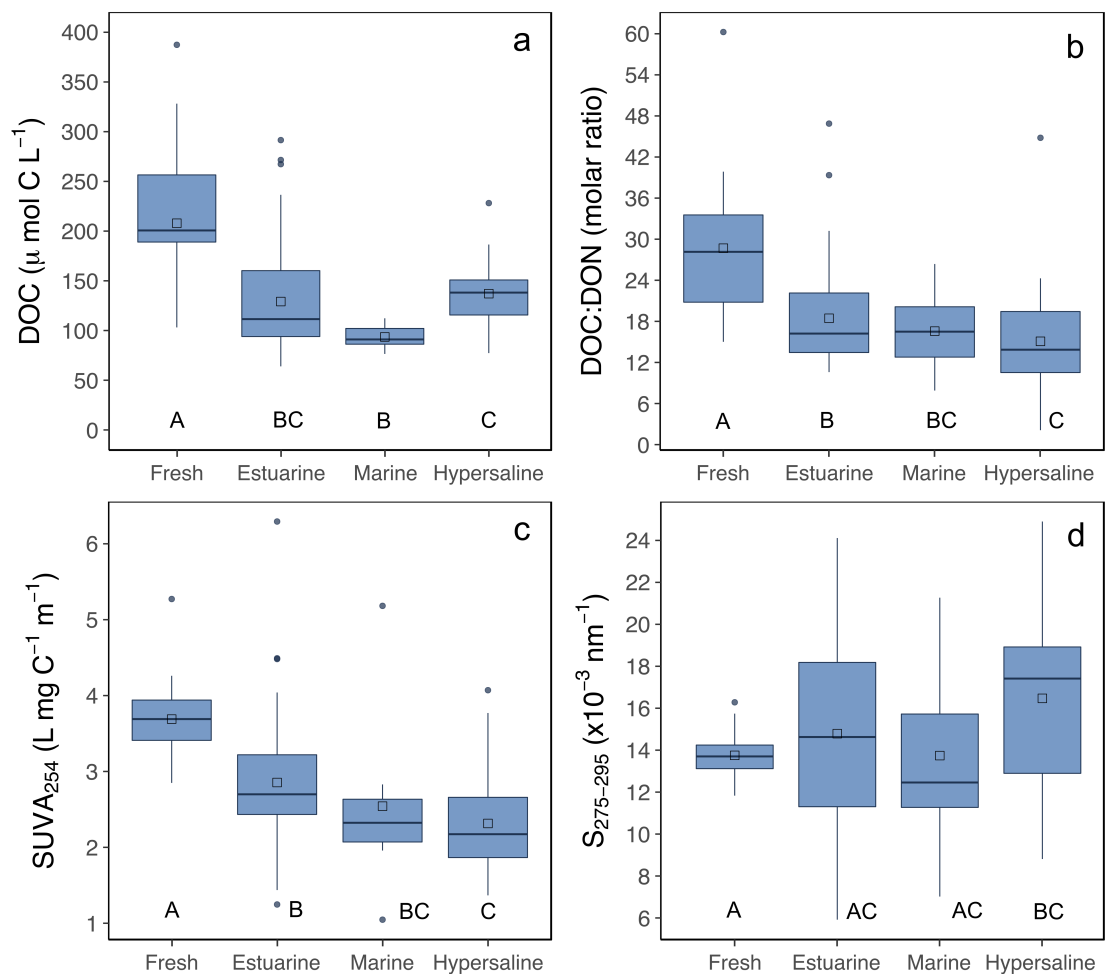 a
DOC (μ mol C L⁻¹)
400
350
300
250
200
150
100
50
0
A BC B C
Fresh Estuarine Marine Hypersaline
b
DOC:DON (molar ratio)
60
54
48
42
36
30
24
18
12
6
0
A B BC C
Fresh Estuarine Marine Hypersaline
c
SUVA₂₅₄ (L mg C⁻¹ m⁻¹)
6
5
4
3
2
1
A B BC C
Fresh Estuarine Marine Hypersaline
d
S₂₇₅₋₂₉₅ (x10⁻³ nm⁻¹)
24
22
20
18
16
14
12
10
8
6
A AC AC BC
Fresh Estuarine Marine Hypersaline